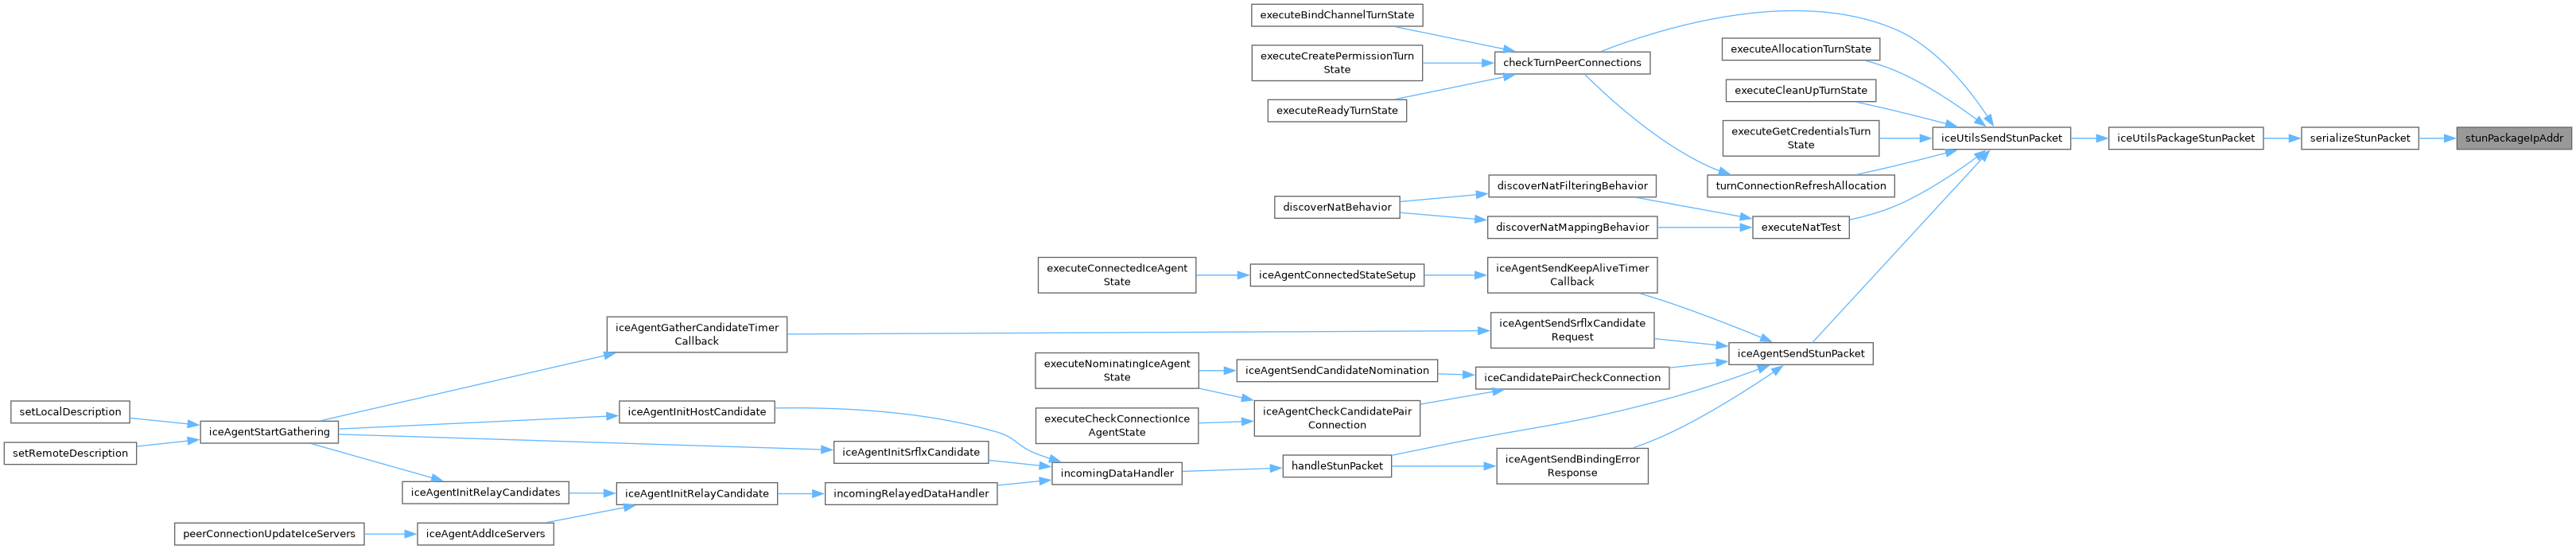 executeBindChannelTurnState
executeCreatePermissionTurn
State
executeReadyTurnState
checkTurnPeerConnections
executeAllocationTurnState
executeCleanUpTurnState
executeGetCredentialsTurn
State
turnConnectionRefreshAllocation
iceUtilsSendStunPacket
iceUtilsPackageStunPacket
serializeStunPacket
stunPackageIpAddr
discoverNatBehavior
discoverNatFilteringBehavior
discoverNatMappingBehavior
executeNatTest
executeConnectedIceAgent
State
iceAgentConnectedStateSetup
iceAgentSendKeepAliveTimer
Callback
iceAgentGatherCandidateTimer
Callback
iceAgentSendSrflxCandidate
Request
iceAgentSendStunPacket
executeNominatingIceAgent
State
iceAgentSendCandidateNomination
iceCandidatePairCheckConnection
executeCheckConnectionIce
AgentState
iceAgentCheckCandidatePair
Connection
setLocalDescription
setRemoteDescription
iceAgentStartGathering
iceAgentInitHostCandidate
iceAgentInitSrflxCandidate
incomingDataHandler
handleStunPacket
iceAgentSendBindingError
Response
iceAgentInitRelayCandidates
iceAgentInitRelayCandidate
incomingRelayedDataHandler
peerConnectionUpdateIceServers
iceAgentAddIceServers